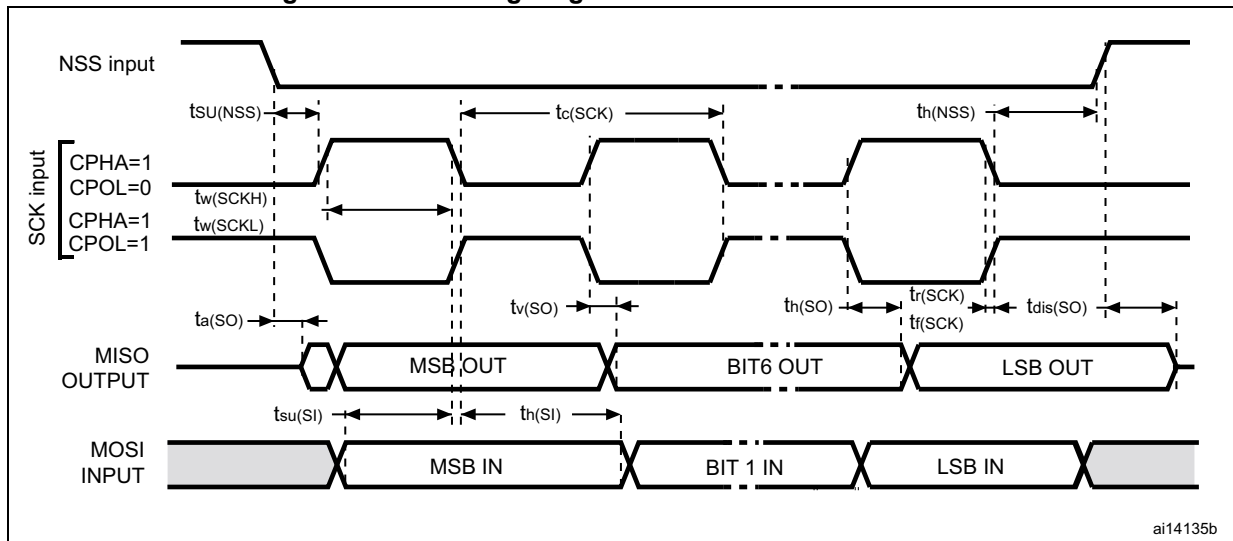 NSS input
tSU(NSS)
tc(SCK)
th(NSS)
SCK input
CPHA=1
CPOL=0
tw(SCKH)
CPHA=1
tw(SCKL)
CPOL=1
ta(SO)
tv(SO)
th(SO)
tr(SCK)
tf(SCK)
tdis(SO)
MISO
OUTPUT
MSB OUT
BIT6 OUT
LSB OUT
tsu(SI)
th(SI)
MOSI
INPUT
MSB IN
BIT 1 IN
LSB IN
ai14135b